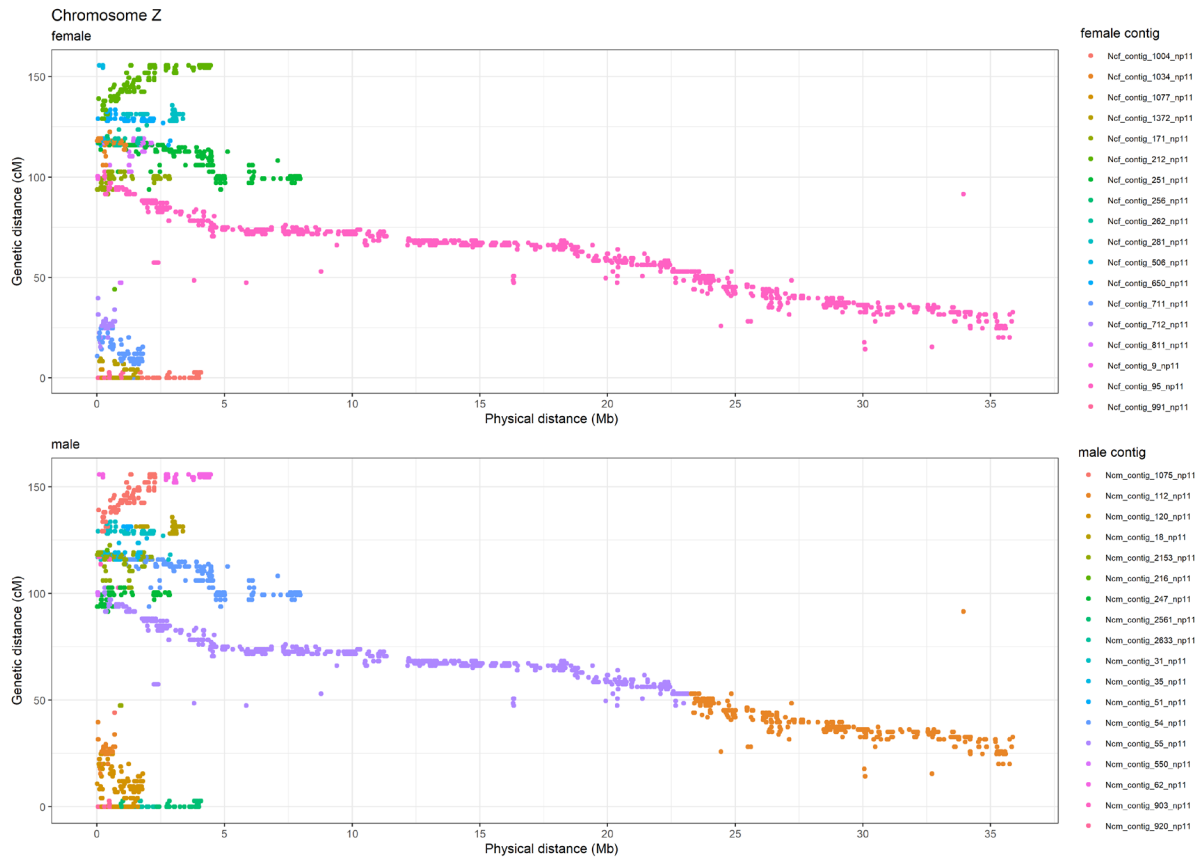 Chromosome Z
female
Genetic distance (cM)
150
100
50
0
0 5 10 15 20 25 30 35
Physical distance (Mb)
female contig
Ncf_contig_1004_np11
Ncf_contig_1034_np11
Ncf_contig_1077_np11
Ncf_contig_1372_np11
Ncf_contig_171_np11
Ncf_contig_212_np11
Ncf_contig_251_np11
Ncf_contig_256_np11
Ncf_contig_262_np11
Ncf_contig_281_np11
Ncf_contig_506_np11
Ncf_contig_650_np11
Ncf_contig_711_np11
Ncf_contig_712_np11
Ncf_contig_811_np11
Ncf_contig_9_np11
Ncf_contig_95_np11
Ncf_contig_991_np11
male
Genetic distance (cM)
150
100
50
0
0 5 10 15 20 25 30 35
Physical distance (Mb)
male contig
Ncm_contig_1075_np11
Ncm_contig_112_np11
Ncm_contig_120_np11
Ncm_contig_18_np11
Ncm_contig_2153_np11
Ncm_contig_216_np11
Ncm_contig_247_np11
Ncm_contig_2561_np11
Ncm_contig_2633_np11
Ncm_contig_31_np11
Ncm_contig_35_np11
Ncm_contig_51_np11
Ncm_contig_54_np11
Ncm_contig_55_np11
Ncm_contig_550_np11
Ncm_contig_62_np11
Ncm_contig_903_np11
Ncm_contig_920_np11